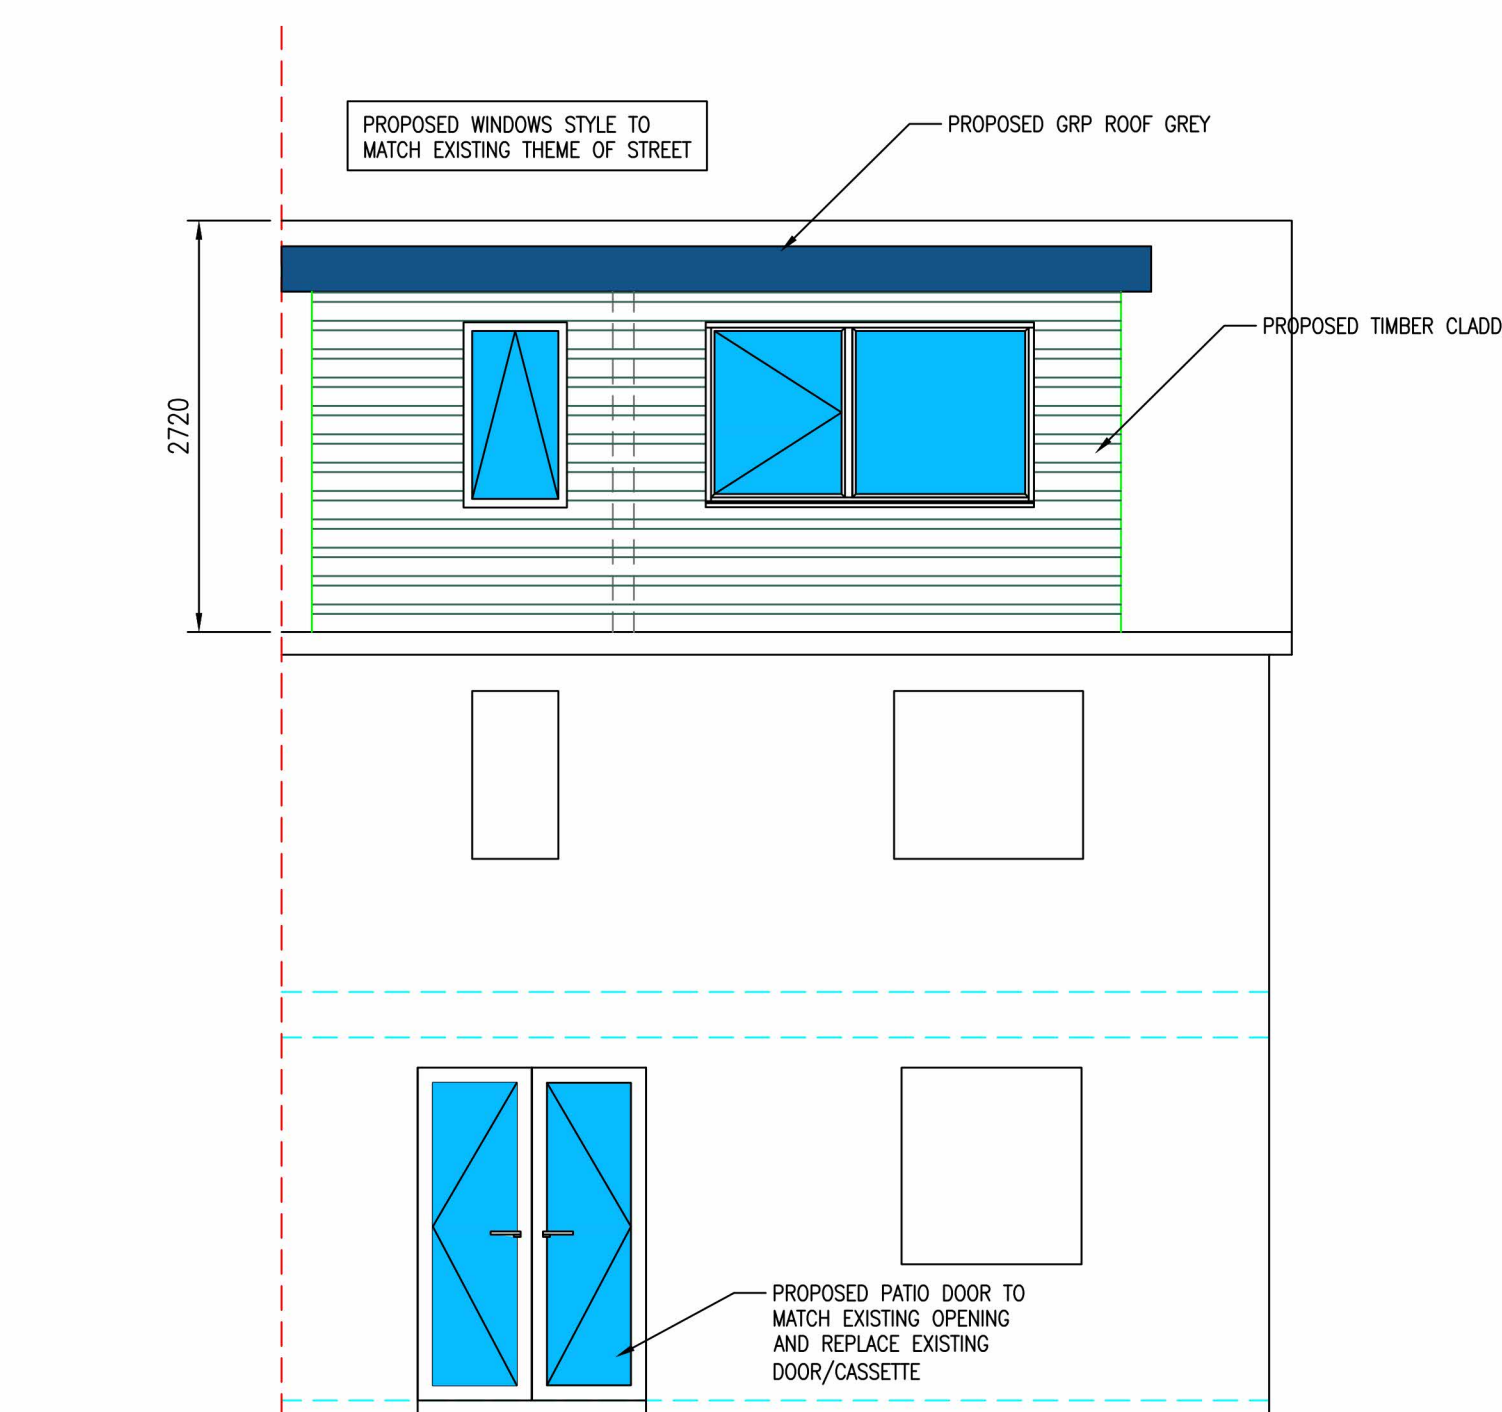 PROPOSED WINDOWS STYLE TO
MATCH EXISTING THEME OF STREET
PROPOSED GRP ROOF GREY
PROPOSED TIMBER CLADD
2720
PROPOSED PATIO DOOR TO
MATCH EXISTING OPENING
AND REPLACE EXISTING
DOOR/CASSETTE